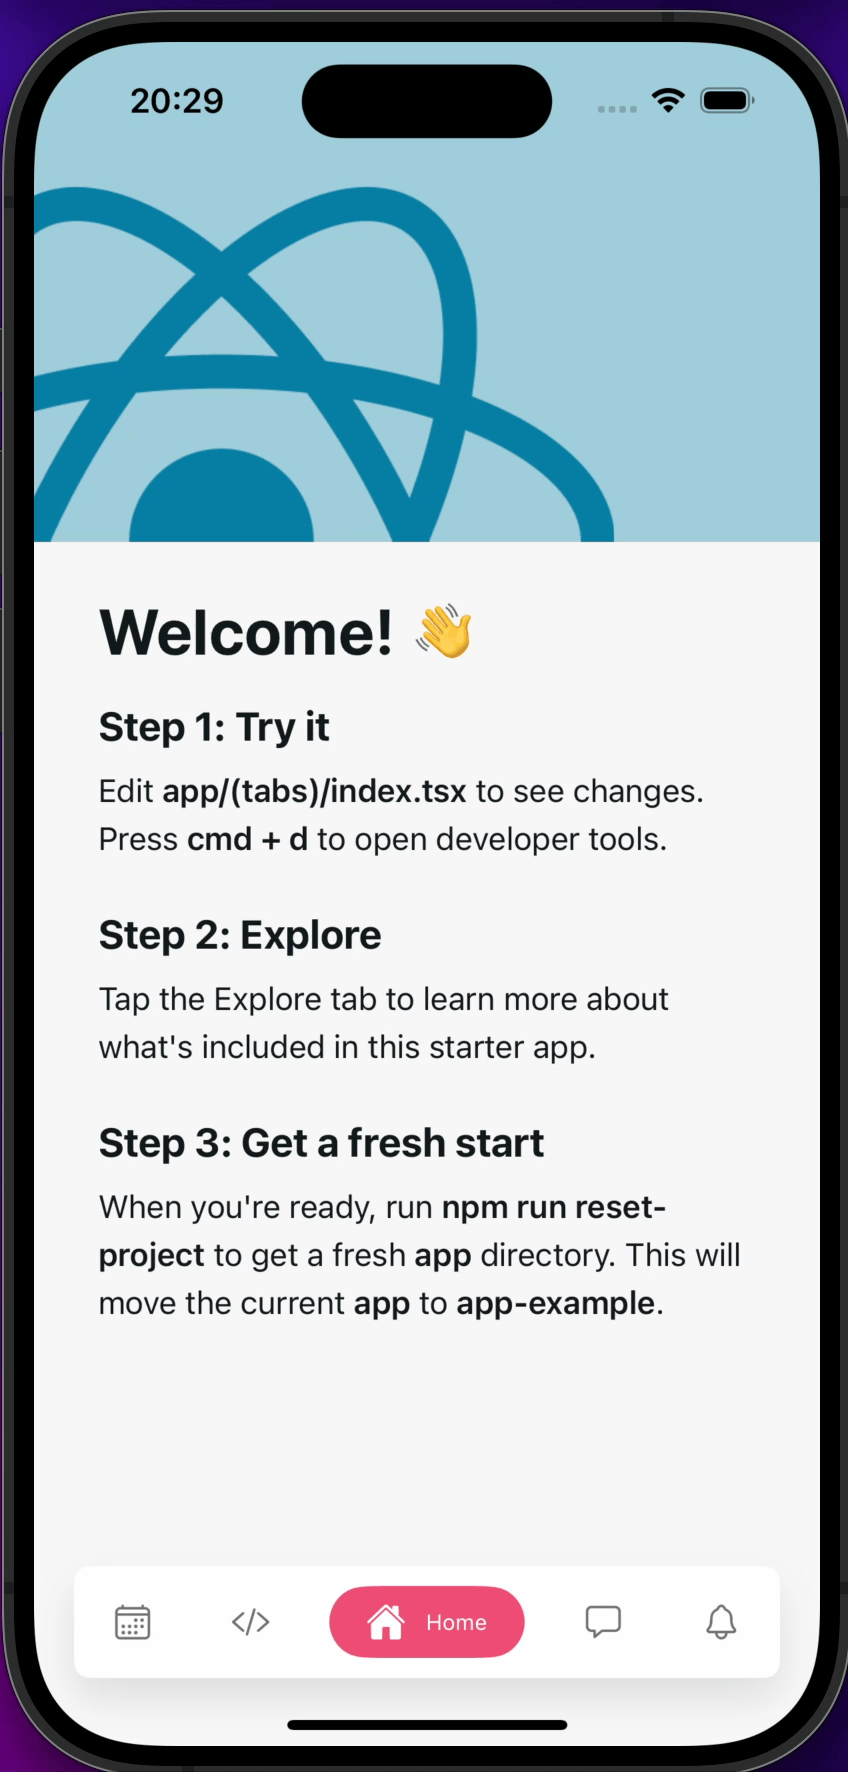 20:29
Welcome! 👋
Step 1: Try it
Edit app/(tabs)/index.tsx to see changes.
Press cmd + d to open developer tools.
Step 2: Explore
Tap the Explore tab to learn more about
what's included in this starter app.
Step 3: Get a fresh start
When you're ready, run npm run reset-
project to get a fresh app directory. This will
move the current app to app-example.
Home